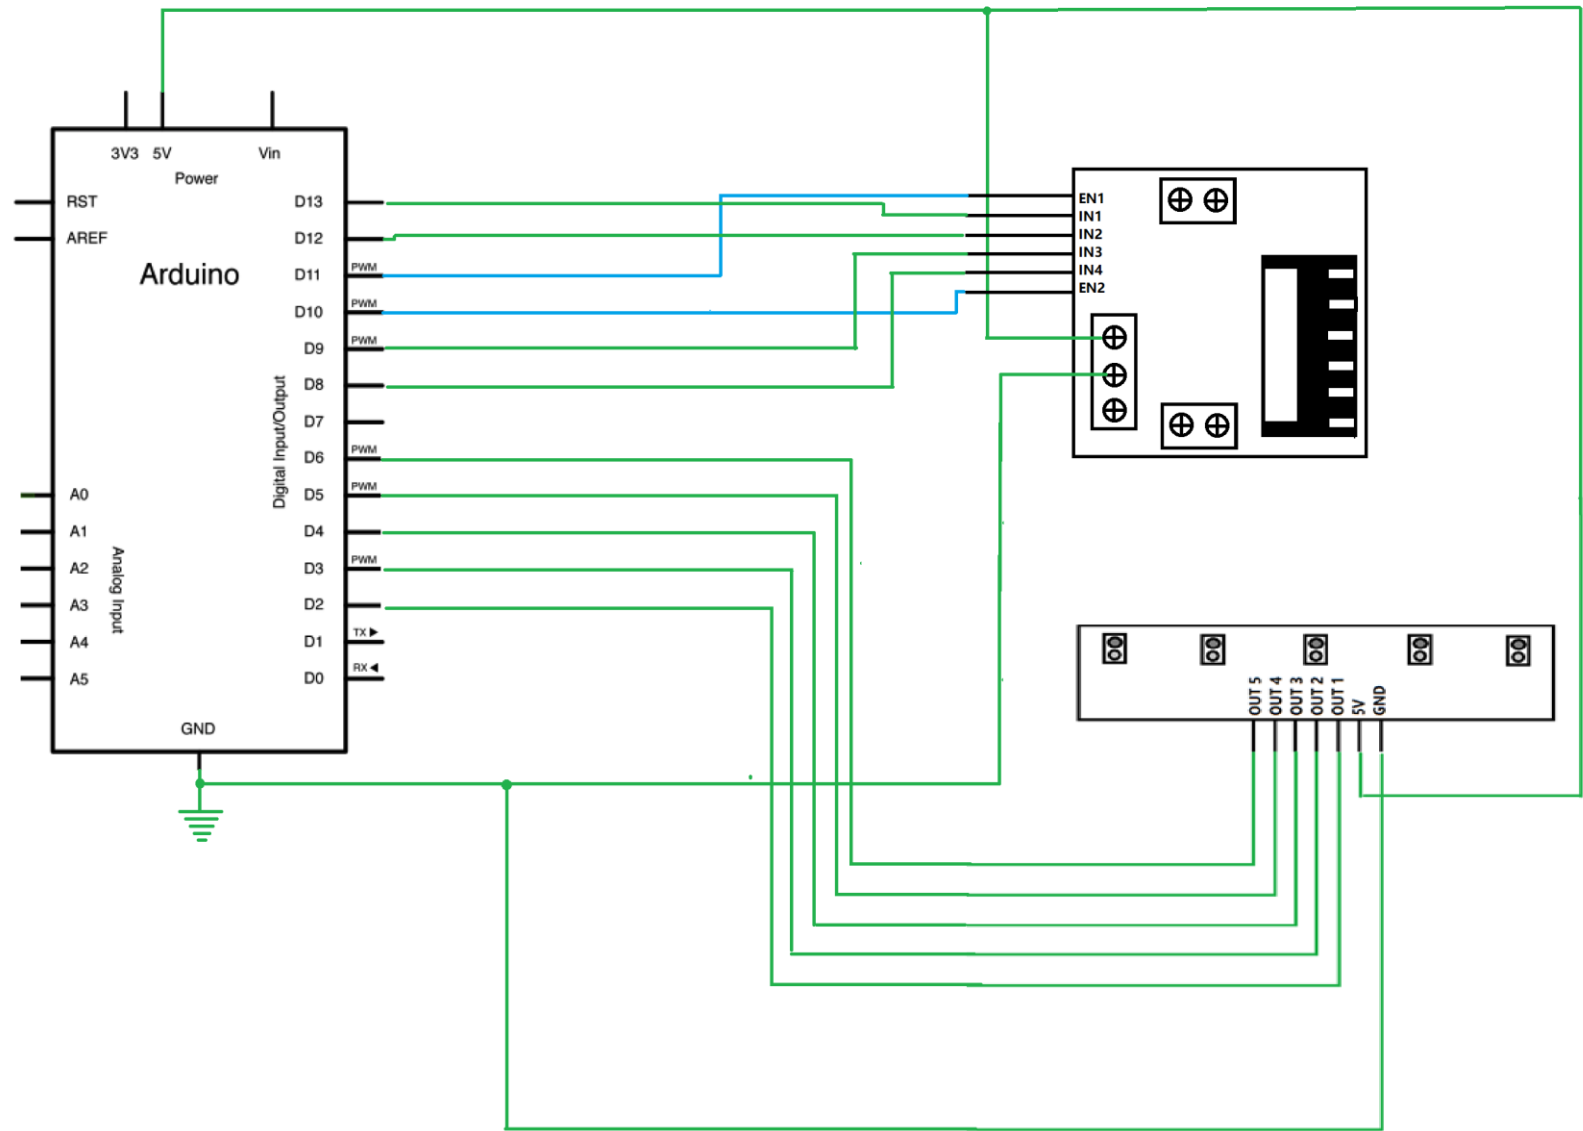 3V3 5V Vin
Power
RST
AREF
Arduino
D13
D12
D11 PWM
D10 PWM
D9 PWM
D8
D7
D6 PWM
D5 PWM
D4
D3 PWM
D2
D1 TX ▶
D0 RX ◀
Digital Input/Output
A0
A1
A2
A3
A4
A5
Analog Input
GND
EN1
IN1
IN2
IN3
IN4
EN2
OUT 5
OUT 4
OUT 3
OUT 2
OUT 1
5V
GND